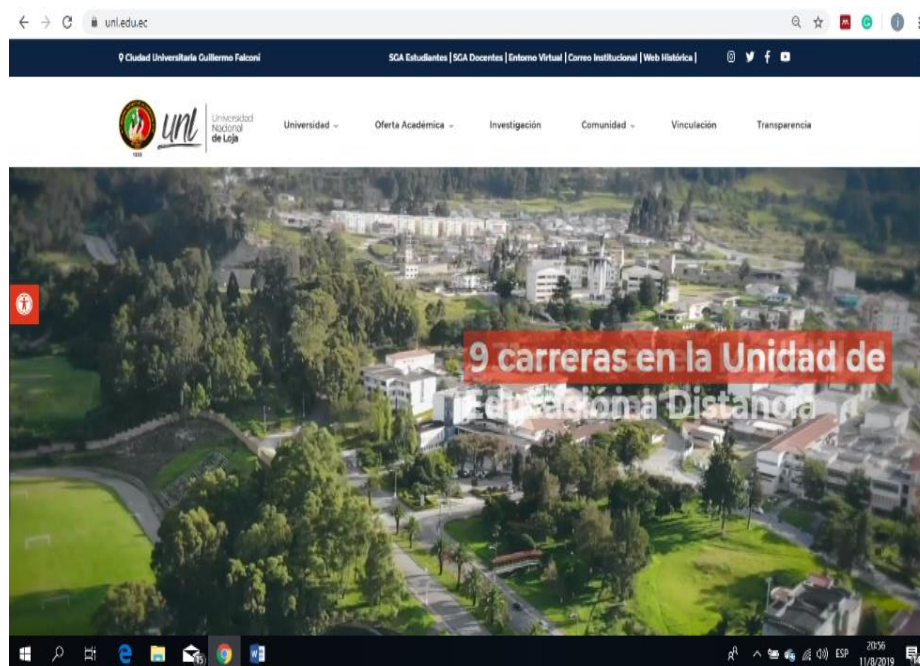 unl.edu.ec
Ciudad Universitaria Guillermo Falconí
SGA Estudiantes | SGA Docentes | Entorno Virtual | Correo Institucional | Web Histórica |
1859
unl
Universidad
Nacional
de Loja
Universidad
Oferta Académica
Investigación
Comunidad
Vinculación
Transparencia
9 carreras en la Unidad de
Distancia
15
ESP
20:56
11/8/2019